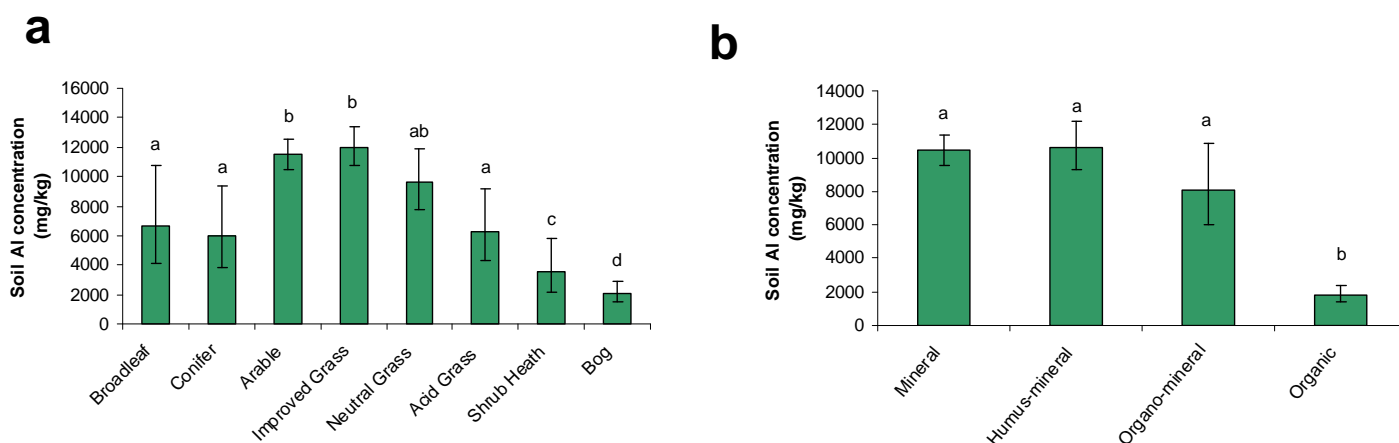 a
Soil Al concentration
(mg/kg)
16000
14000
12000
10000
8000
6000
4000
2000
0
a
a
b
b
ab
a
c
d
Broadleaf
Conifer
Arable
Improved Grass
Neutral Grass
Acid Grass
Shrub Heath
Bog
b
Soil Al concentration
(mg/kg)
14000
12000
10000
8000
6000
4000
2000
0
a
a
a
b
Mineral
Humus-mineral
Organo-mineral
Organic